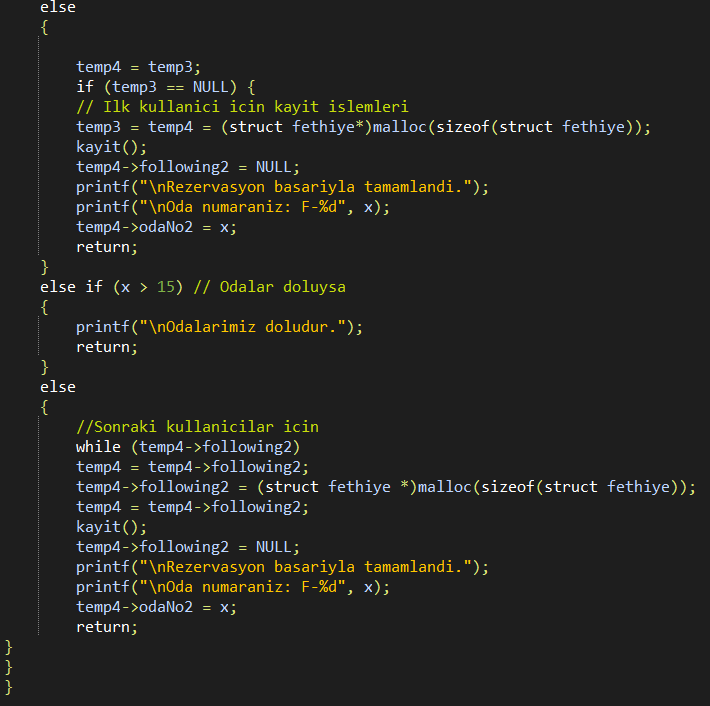 else
{
temp4 = temp3;
if (temp3 == NULL) {
// Ilk kullanici icin kayit islemleri
temp3 = temp4 = (struct fethiye*)malloc(sizeof(struct fethiye));
kayit();
temp4->following2 = NULL;
printf("\nRezervasyon basariyla tamamlandi.");
printf("\nOda numaraniz: F-%d", x);
temp4->odaNo2 = x;
return;
}
else if (x > 15) // Odalar doluysa
{
printf("\nOdalarimiz doludur.");
return;
}
else
{
//Sonraki kullanicilar icin
while (temp4->following2)
temp4 = temp4->following2;
temp4->following2 = (struct fethiye *)malloc(sizeof(struct fethiye));
temp4 = temp4->following2;
kayit();
temp4->following2 = NULL;
printf("\nRezervasyon basariyla tamamlandi.");
printf("\nOda numaraniz: F-%d", x);
temp4->odaNo2 = x;
return;
}
}
}